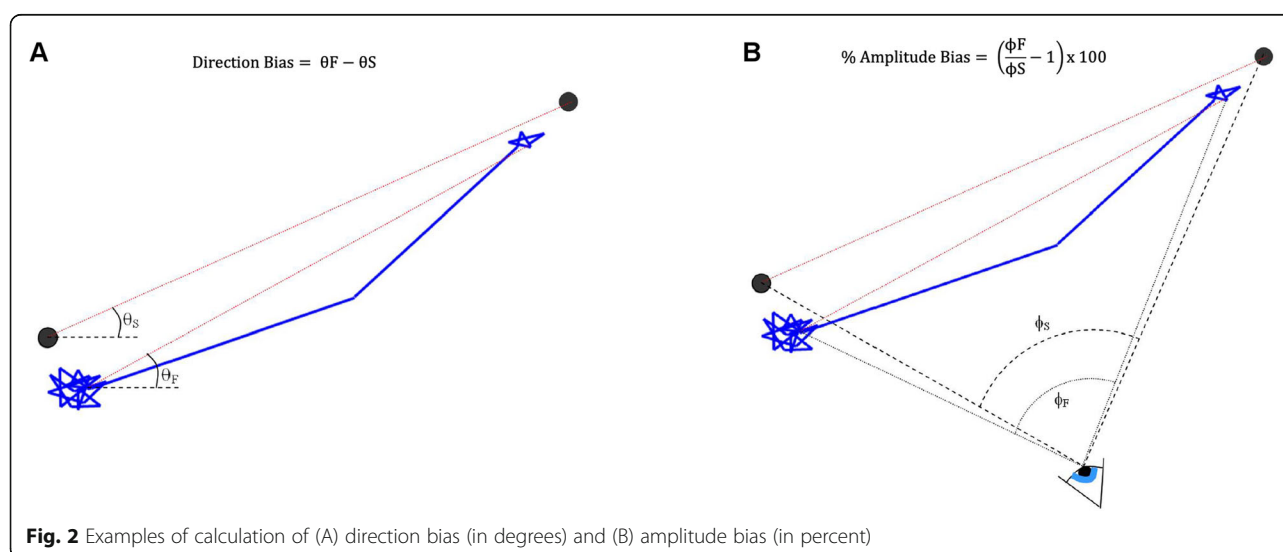 A
Direction Bias = θF − θS
θS
θF
B
% Amplitude Bias = (ϕF/ϕS − 1) x 100
ϕS
ϕF
Fig. 2 Examples of calculation of (A) direction bias (in degrees) and (B) amplitude bias (in percent)